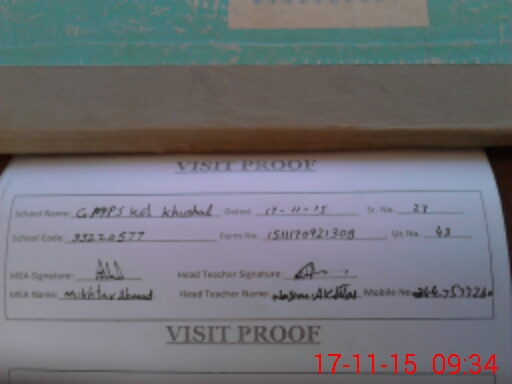 VISIT PROOF
School Name: GMPS Kot Khushal Dated: 17-11-15 Sr. No. 28
School Code: 33220577 Form No. 151117092130 Uc No. 43
MEA Signature: Head Teacher Signature:
MEA Name: Mukhtar Ahmad Head Teacher Name: Mobile No
VISIT PROOF
17-11-15 09:34